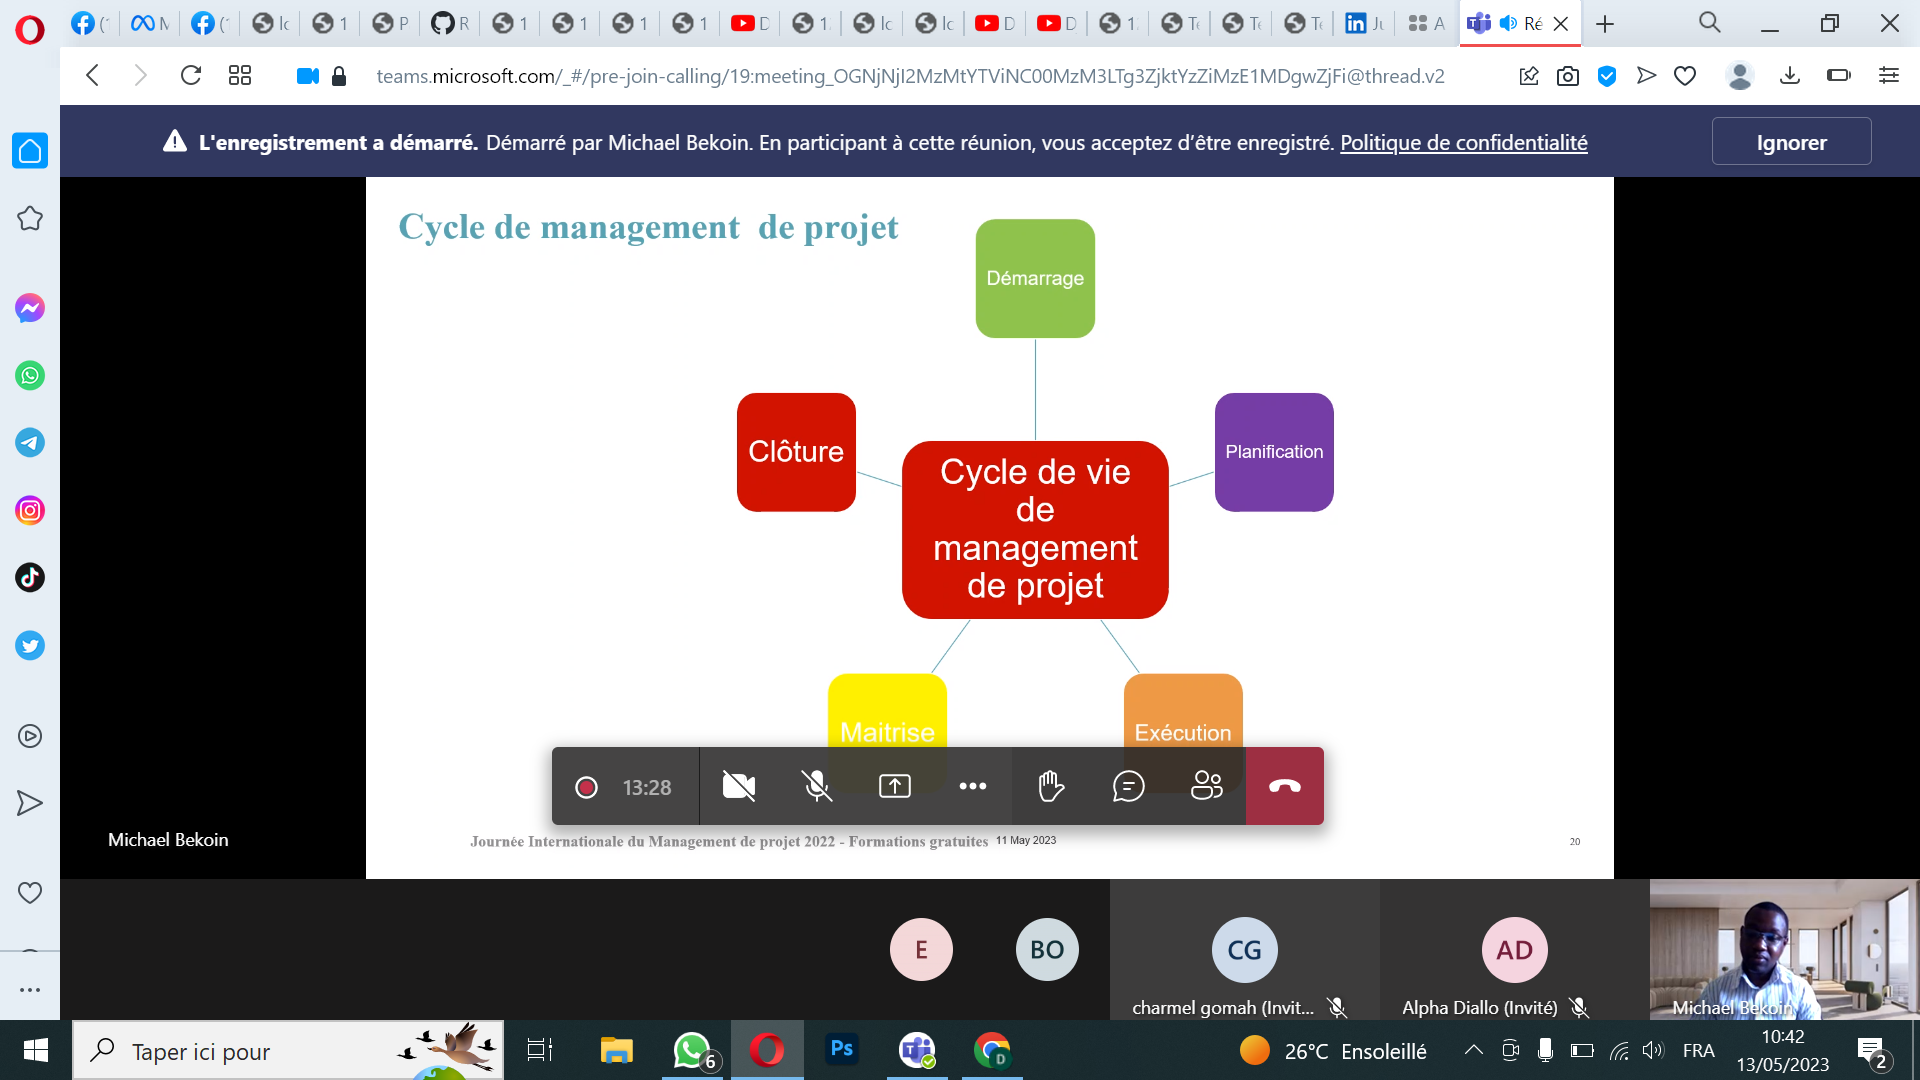 Ré
teams.microsoft.com/_#/pre-join-calling/19:meeting_OGNjNjI2MzMtYTViNC00MzM3LTg3ZjktYzZiMzE1MDgwZjFi@thread.v2
L'enregistrement a démarré. Démarré par Michael Bekoin. En participant à cette réunion, vous acceptez d’être enregistré. Politique de confidentialité
Ignorer
Cycle de management de projet
Démarrage
Clôture
Planification
Cycle de vie
de
management
de projet
Maitrise
Exécution
13:28
Michael Bekoin
Journée Internationale du Management de projet 2022 - Formations gratuites
11 May 2023
20
E
BO
CG
AD
charmel gomah (Invit...
Alpha Diallo (Invité)
Michael Bekoin
Taper ici pour
6
Ps
D
26°C Ensoleillé
FRA
10:42
13/05/2023
2